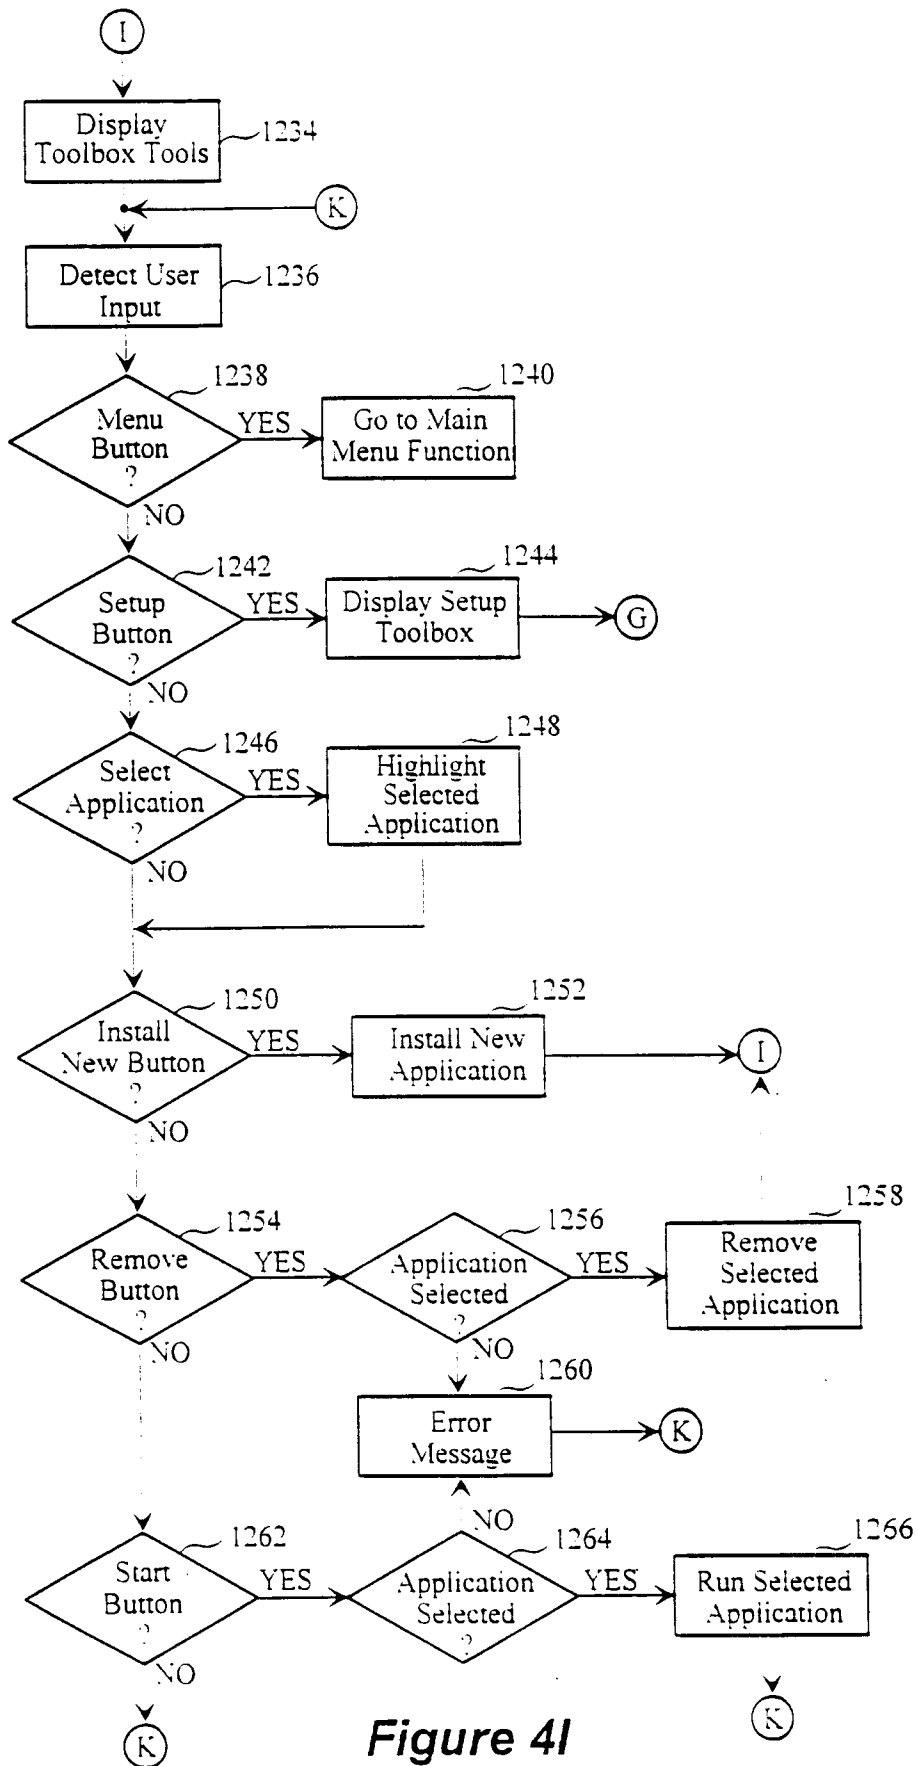 I
Display
Toolbox Tools
1234
K
Detect User
Input
1236
1238
Menu
Button
?
YES
NO
1240
Go to Main
Menu Function
1242
Setup
Button
?
YES
NO
1244
Display Setup
Toolbox
G
1246
Select
Application
?
YES
NO
1248
Highlight
Selected
Application
1250
Install
New Button
?
YES
NO
1252
Install New
Application
I
1254
Remove
Button
?
YES
NO
1256
Application
Selected
?
YES
NO
1258
Remove
Selected
Application
1260
Error
Message
K
1262
Start
Button
?
YES
NO
1264
Application
Selected
?
NO
YES
1266
Run Selected
Application
K
K
Figure 4I